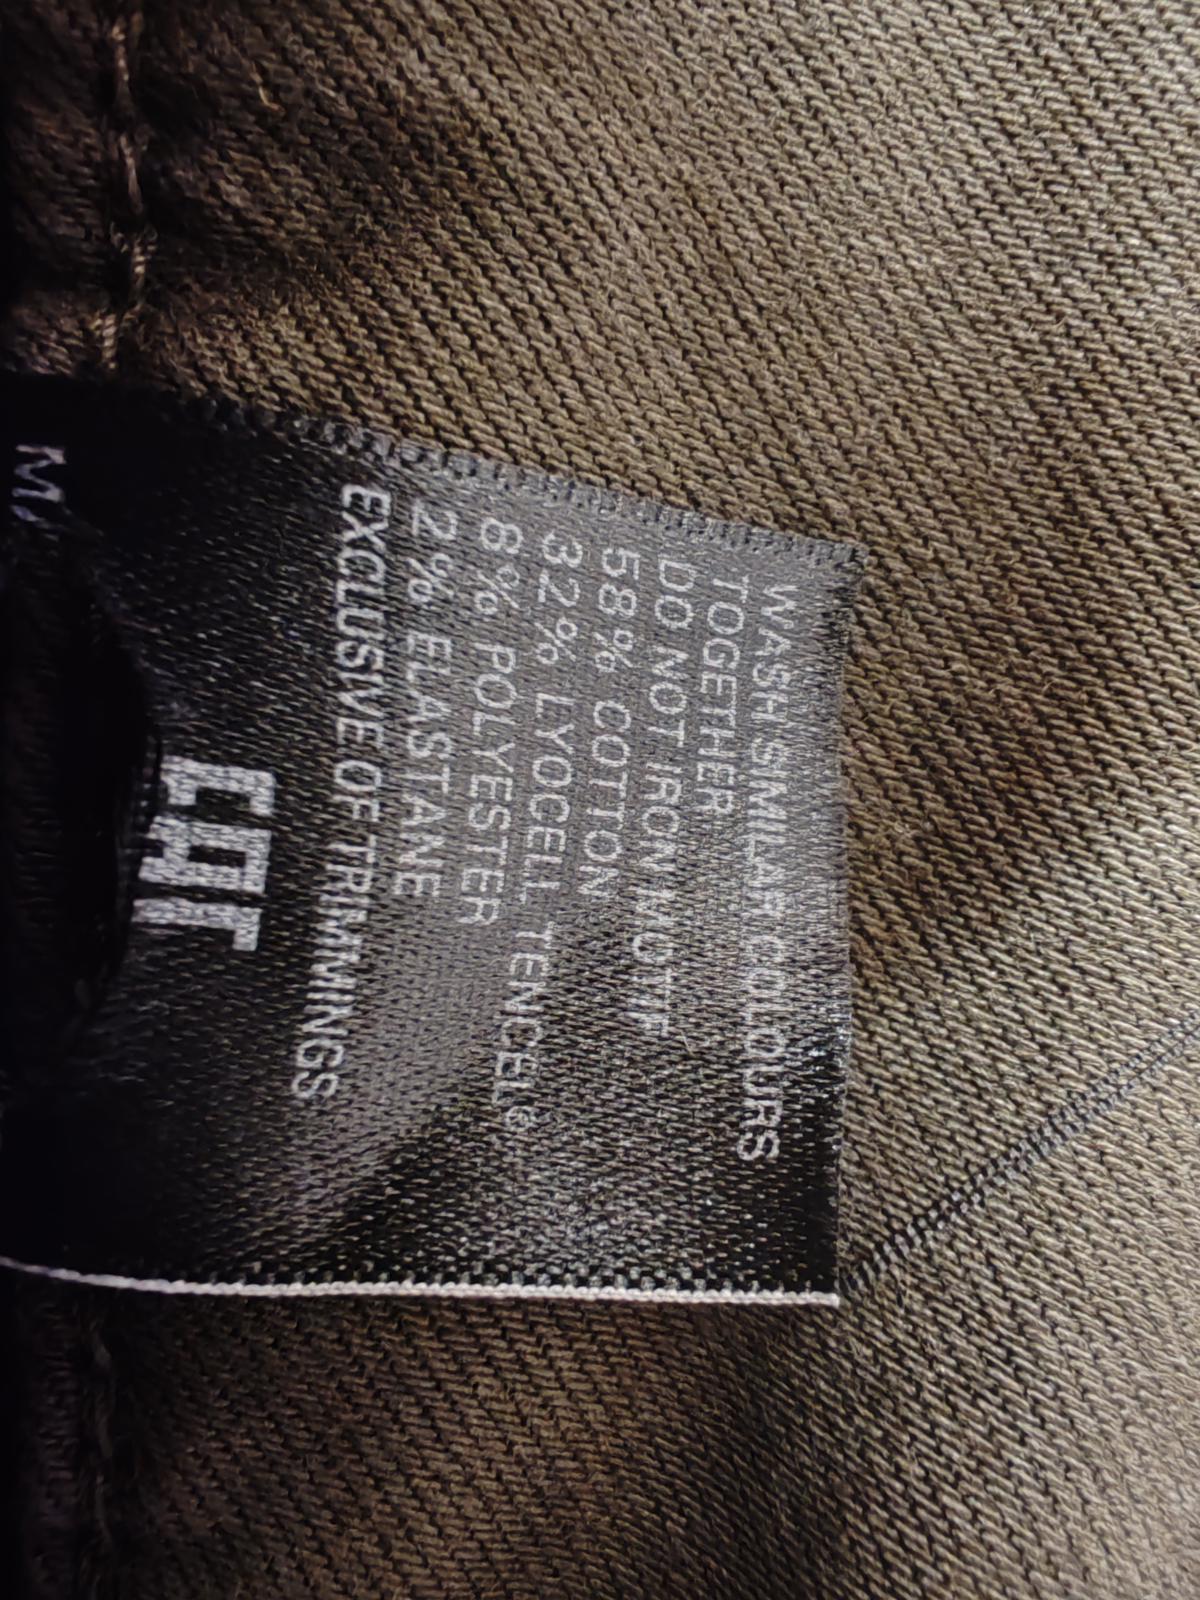 WASH SIMILAR COLOURS
TOGETHER
DO NOT IRON MOTIF
58% COTTON
32% LYOCELL TENCEL®
8% POLYESTER
2% ELASTANE
EXCLUSIVE OF TRIMMINGS
EAC